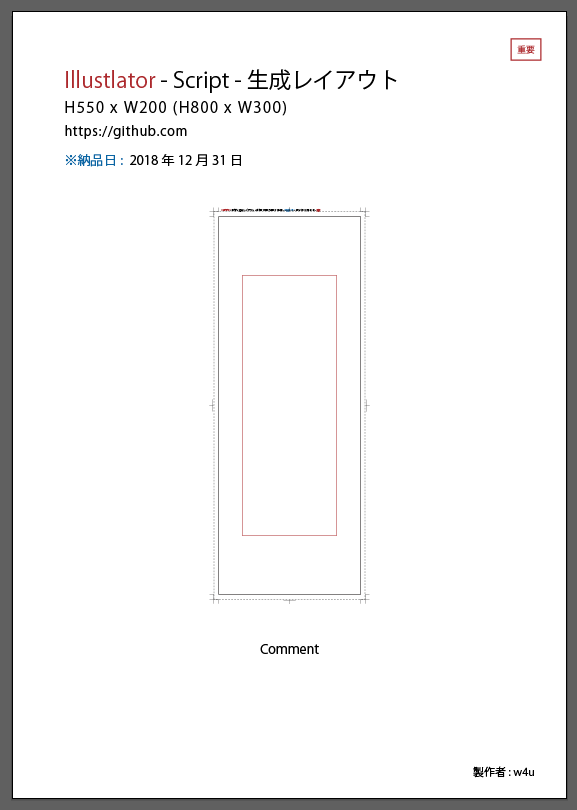 重要
Illustlator - Script - 生成レイアウト
H550 x W200 (H800 x W300)
https://github.com
※納品日 : 2018 年 12 月 31 日
Comment
製作者 : w4u